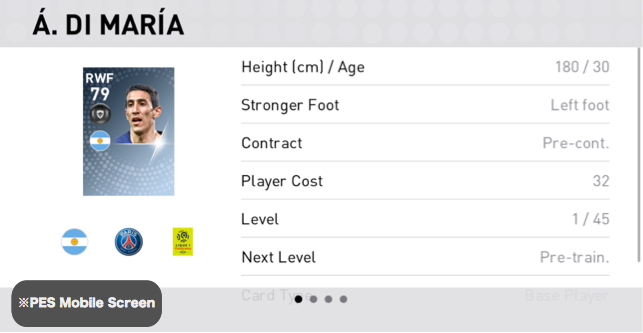 Á. DI MARÍA
RWF
79
Height (cm) / Age 180 / 30
Stronger Foot Left foot
Contract Pre-cont.
Player Cost 32
Level 1 / 45
Next Level Pre-train.
Card Type Base Player
PARIS
LIGUE 1
※PES Mobile Screen